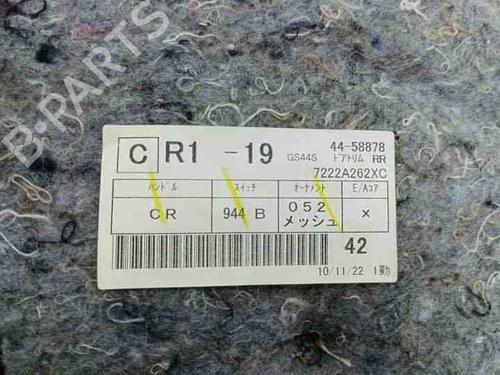 B-PARTS
C R1 -19 GS44S 44-58878
ドアトリム RR
7222A262XC
ハンドル スイッチ オーナメント E/Aコア
CR 944 B 052 メッシュ ×
42
10/11/22 1勤